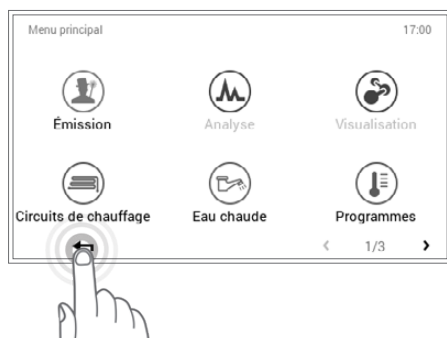 Menu principal 17:00
Émission Analyse Visualisation
Circuits de chauffage Eau chaude Programmes
< 1/3 >